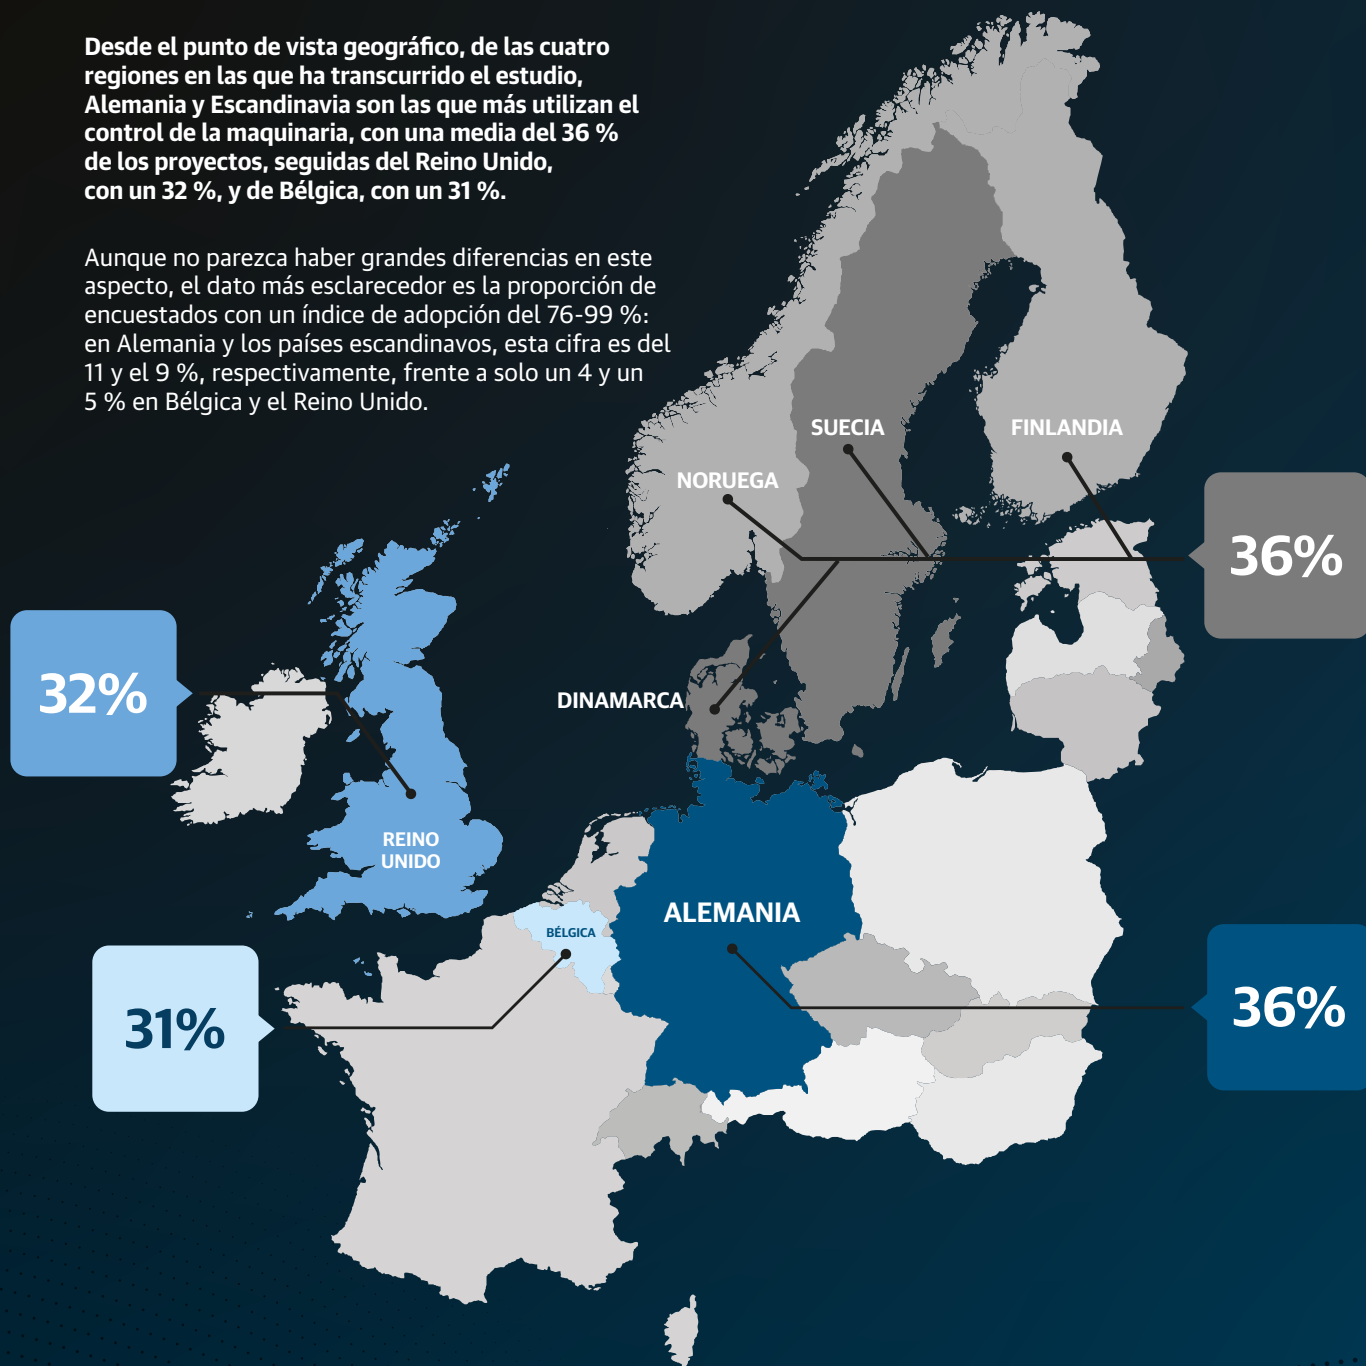 Desde el punto de vista geográfico, de las cuatro
regiones en las que ha transcurrido el estudio,
Alemania y Escandinavia son las que más utilizan el
control de la maquinaria, con una media del 36 %
de los proyectos, seguidas del Reino Unido,
con un 32 %, y de Bélgica, con un 31 %.
Aunque no parezca haber grandes diferencias en este
aspecto, el dato más esclarecedor es la proporción de
encuestados con un índice de adopción del 76-99 %:
en Alemania y los países escandinavos, esta cifra es del
11 y el 9 %, respectivamente, frente a solo un 4 y un
5 % en Bélgica y el Reino Unido.
SUECIA
FINLANDIA
NORUEGA
36%
32%
DINAMARCA
REINO
UNIDO
ALEMANIA
BÉLGICA
31%
36%